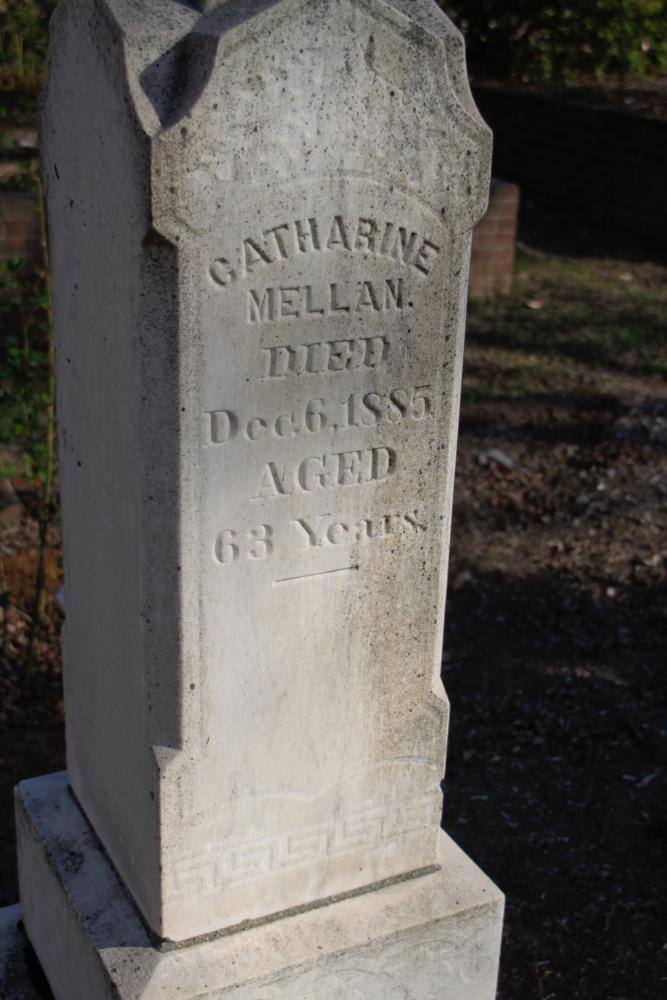 CATHARINE
MELLAN.
DIED
Dec. 6, 1885
AGED
63 Years.